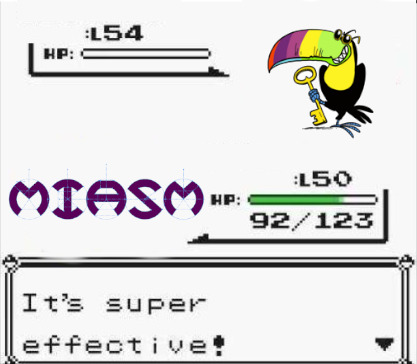 :L54
HP:
MIASM
:L50
HP:
92/123
It's super
effective!